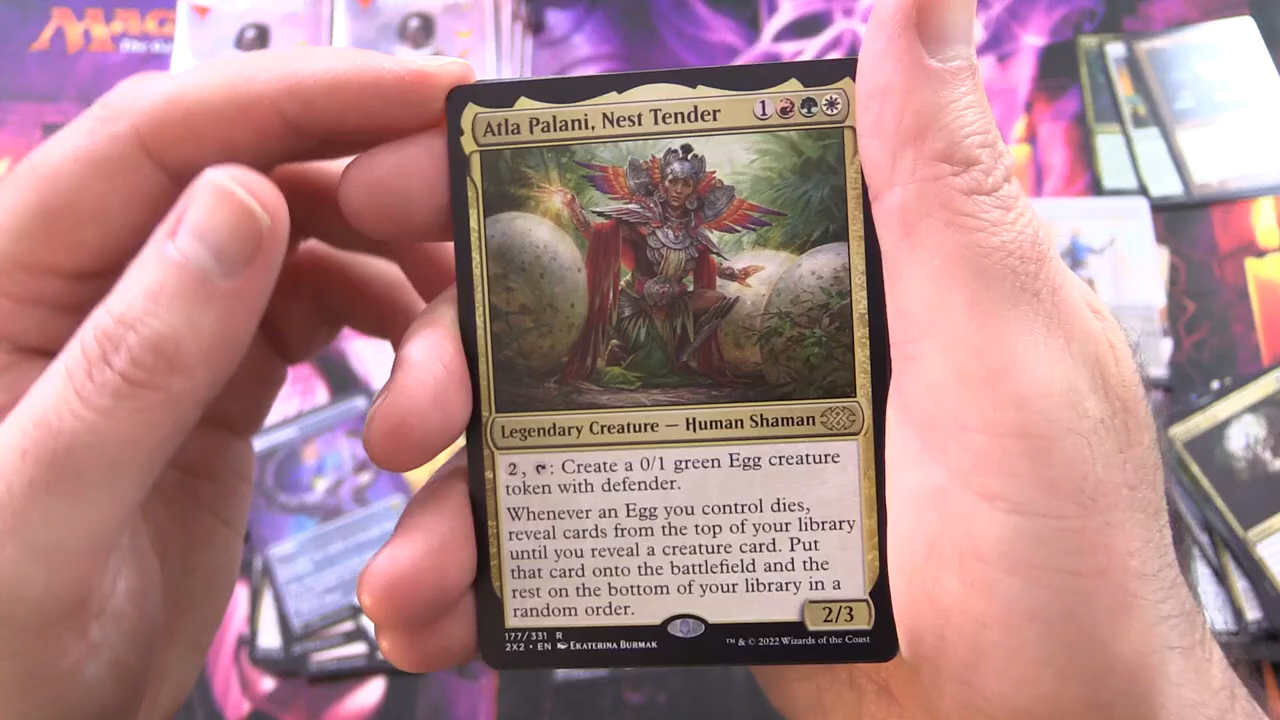 MAGIC
Atla Palani, Nest Tender 1
Legendary Creature — Human Shaman
2, : Create a 0/1 green Egg creature
token with defender.
Whenever an Egg you control dies,
reveal cards from the top of your library
until you reveal a creature card. Put
that card onto the battlefield and the
rest on the bottom of your library in a
random order.
2/3
177/331 R
2X2 • EN EKATERINA BURMAK
™ & © 2022 Wizards of the Coast